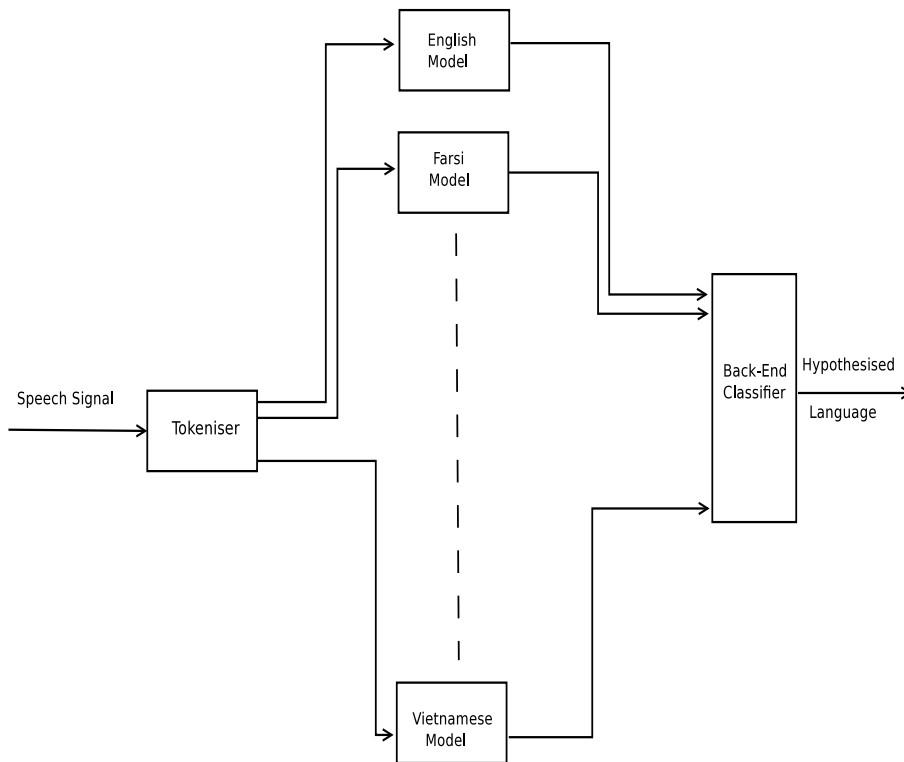 English
Model
Farsi
Model
Speech Signal
Tokeniser
Back-End
Classifier
Hypothesised
Language
Vietnamese
Model